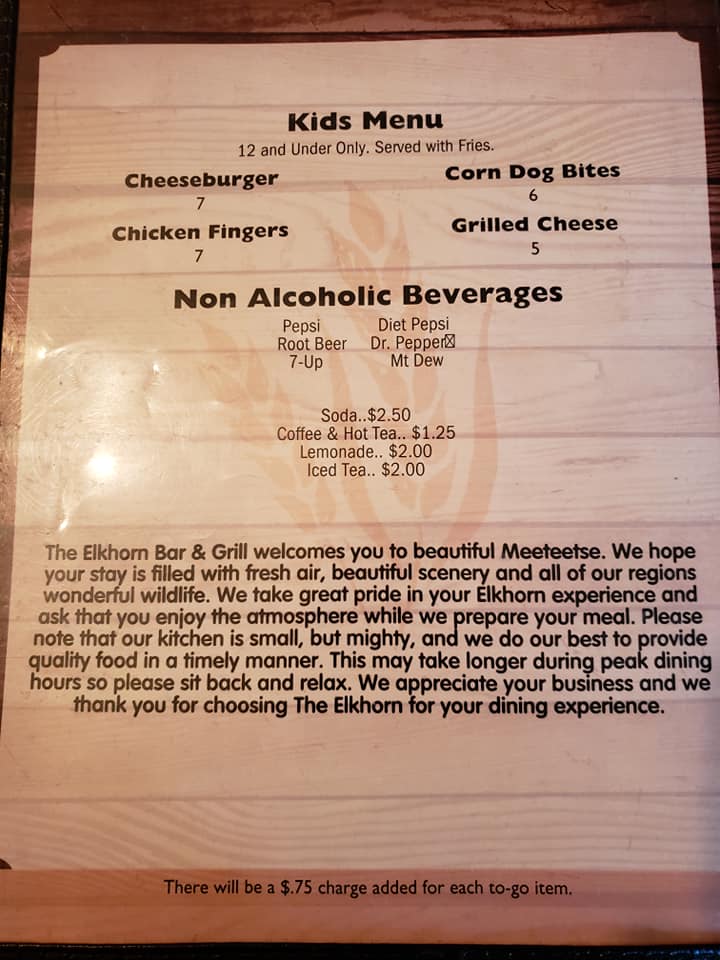 Kids Menu
12 and Under Only. Served with Fries.
Cheeseburger Corn Dog Bites
7 6
Chicken Fingers Grilled Cheese
7 5
Non Alcoholic Beverages
Pepsi Diet Pepsi
Root Beer Dr. Pepper
7-Up Mt Dew
Soda..$2.50
Coffee & Hot Tea.. $1.25
Lemonade.. $2.00
Iced Tea.. $2.00
The Elkhorn Bar & Grill welcomes you to beautiful Meeteetse. We hope
your stay is filled with fresh air, beautiful scenery and all of our regions
wonderful wildlife. We take great pride in your Elkhorn experience and
ask that you enjoy the atmosphere while we prepare your meal. Please
note that our kitchen is small, but mighty, and we do our best to provide
quality food in a timely manner. This may take longer during peak dining
hours so please sit back and relax. We appreciate your business and we
thank you for choosing The Elkhorn for your dining experience.
There will be a $.75 charge added for each to-go item.